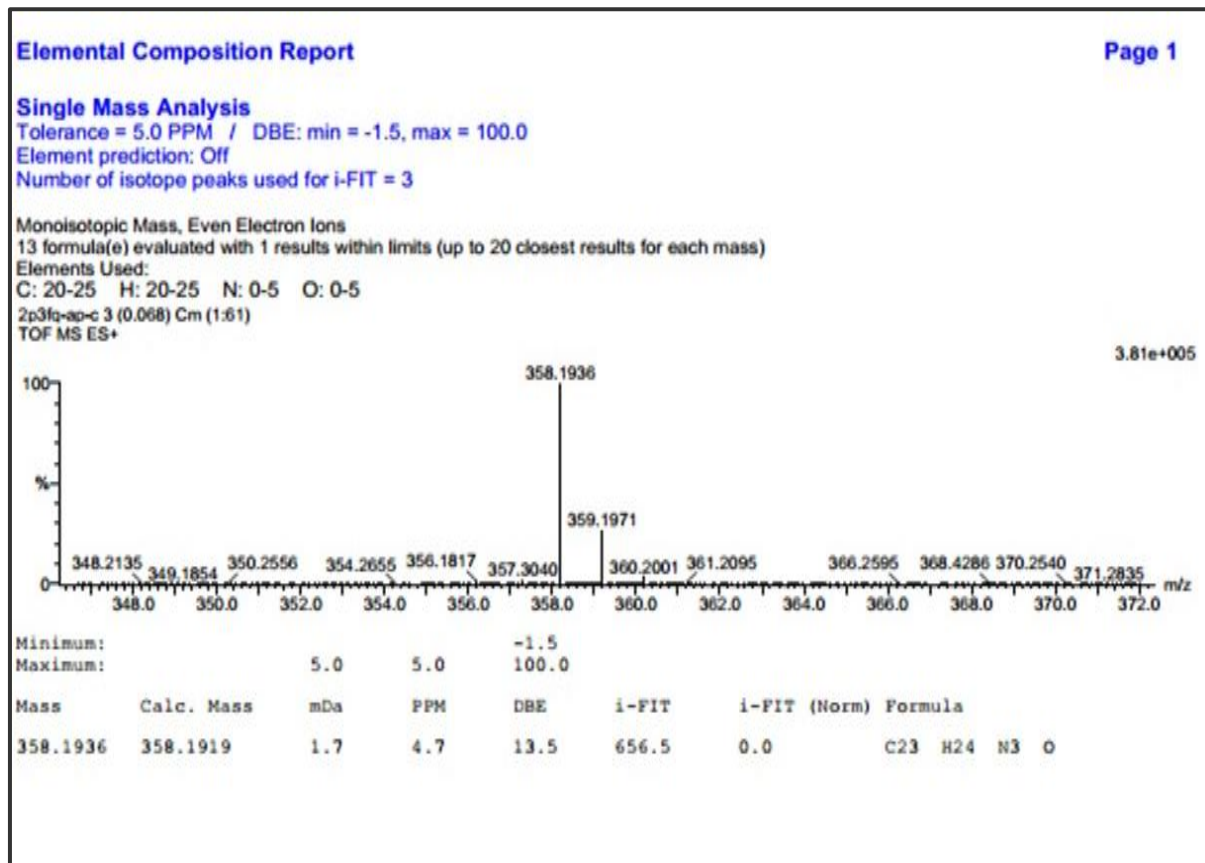 Elemental Composition Report Page 1
Single Mass Analysis
Tolerance = 5.0 PPM / DBE: min = -1.5, max = 100.0
Element prediction: Off
Number of isotope peaks used for i-FIT = 3
Monoisotopic Mass, Even Electron Ions
13 formula(e) evaluated with 1 results within limits (up to 20 closest results for each mass)
Elements Used:
C: 20-25 H: 20-25 N: 0-5 O: 0-5
2p3fq-ap-c 3 (0.068) Cm (1:61)
TOF MS ES+
3.81e+005
100
358.1936
%
359.1971
348.2135 349.1854 350.2556 354.2655 356.1817 357.3040 360.2001 361.2095 366.2595 368.4286 370.2540 371.2835
0
m/z
348.0 350.0 352.0 354.0 356.0 358.0 360.0 362.0 364.0 366.0 368.0 370.0 372.0
Minimum: -1.5
Maximum: 5.0 5.0 100.0
Mass Calc. Mass mDa PPM DBE i-FIT i-FIT (Norm) Formula
358.1936 358.1919 1.7 4.7 13.5 656.5 0.0 C23 H24 N3 O